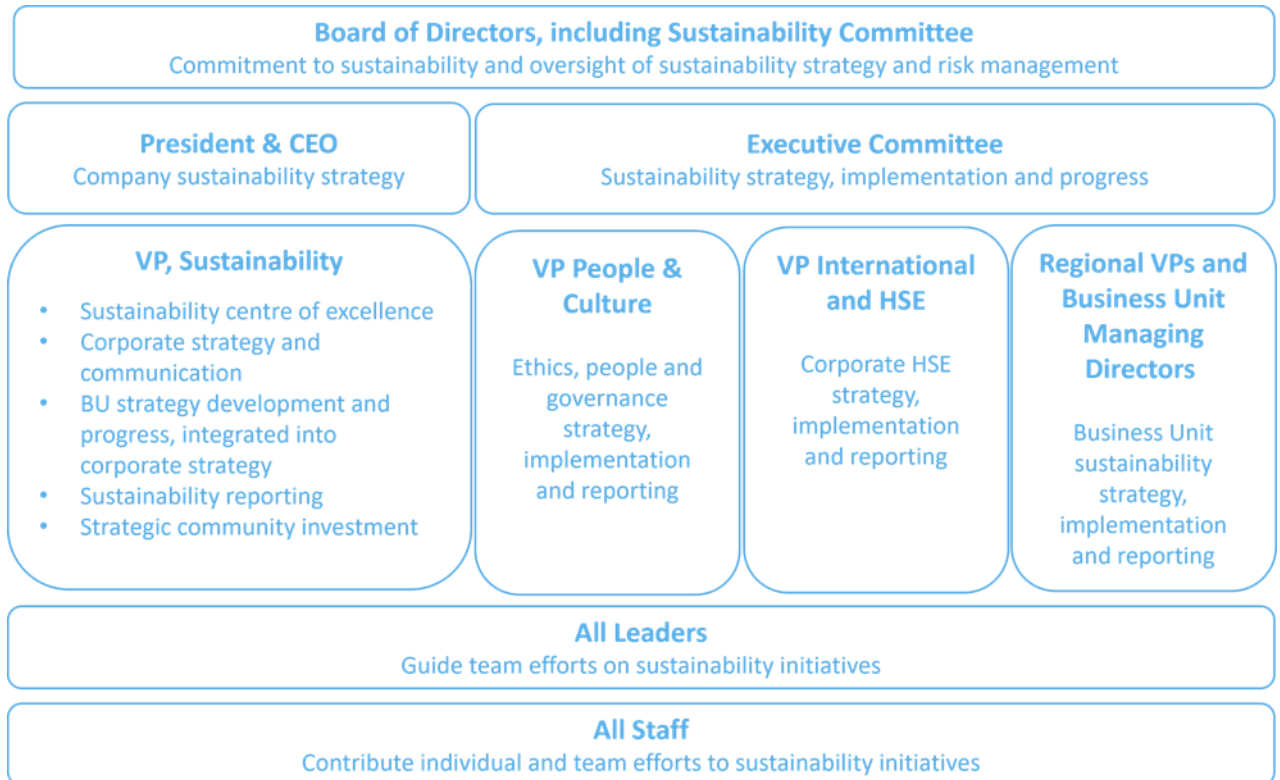 Board of Directors, including Sustainability Committee
Commitment to sustainability and oversight of sustainability strategy and risk management
President & CEO
Company sustainability strategy
Executive Committee
Sustainability strategy, implementation and progress
VP, Sustainability
• Sustainability centre of excellence
• Corporate strategy and
communication
• BU strategy development and
progress, integrated into
corporate strategy
• Sustainability reporting
• Strategic community investment
VP People &
Culture
Ethics, people and
governance
strategy,
implementation
and reporting
VP International
and HSE
Corporate HSE
strategy,
implementation
and reporting
Regional VPs and
Business Unit
Managing
Directors
Business Unit
sustainability
strategy,
implementation
and reporting
All Leaders
Guide team efforts on sustainability initiatives
All Staff
Contribute individual and team efforts to sustainability initiatives